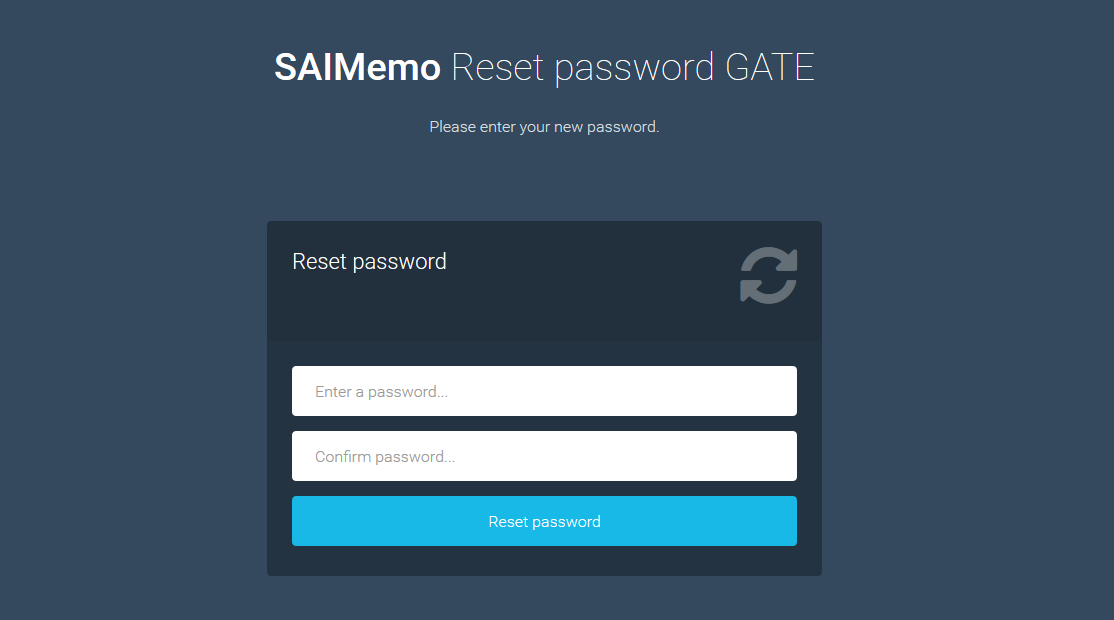 SAIMemo Reset password GATE
Please enter your new password.
Reset password
Enter a password...
Confirm password...
Reset password